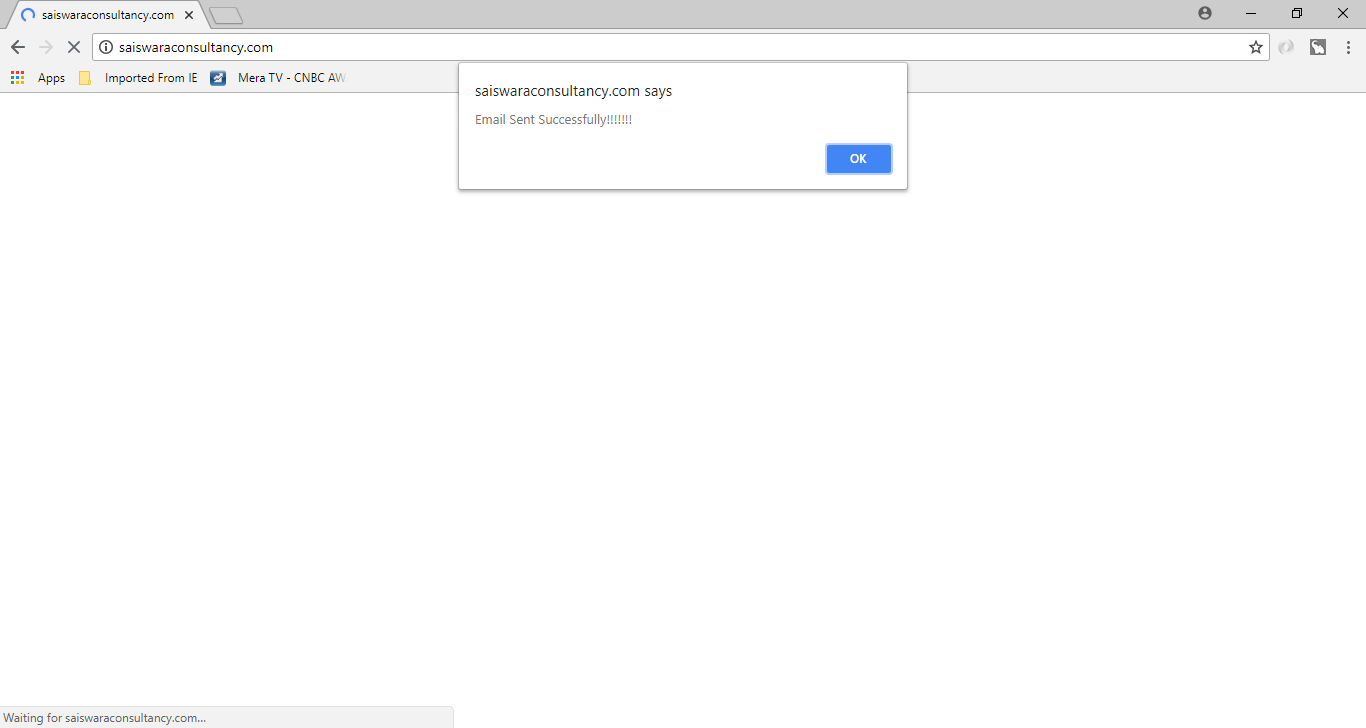 saiswaraconsultancy.com
saiswaraconsultancy.com
Apps Imported From IE Mera TV - CNBC AW
saiswaraconsultancy.com says
Email Sent Successfully!!!!!!!
OK
Waiting for saiswaraconsultancy.com...